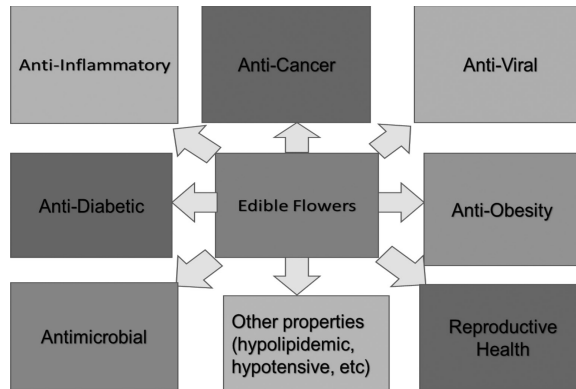 Anti-Inflammatory
Anti-Cancer
Anti-Viral
Anti-Diabetic
Edible Flowers
Anti-Obesity
Antimicrobial
Other properties
(hypolipidemic,
hypotensive, etc)
Reproductive
Health